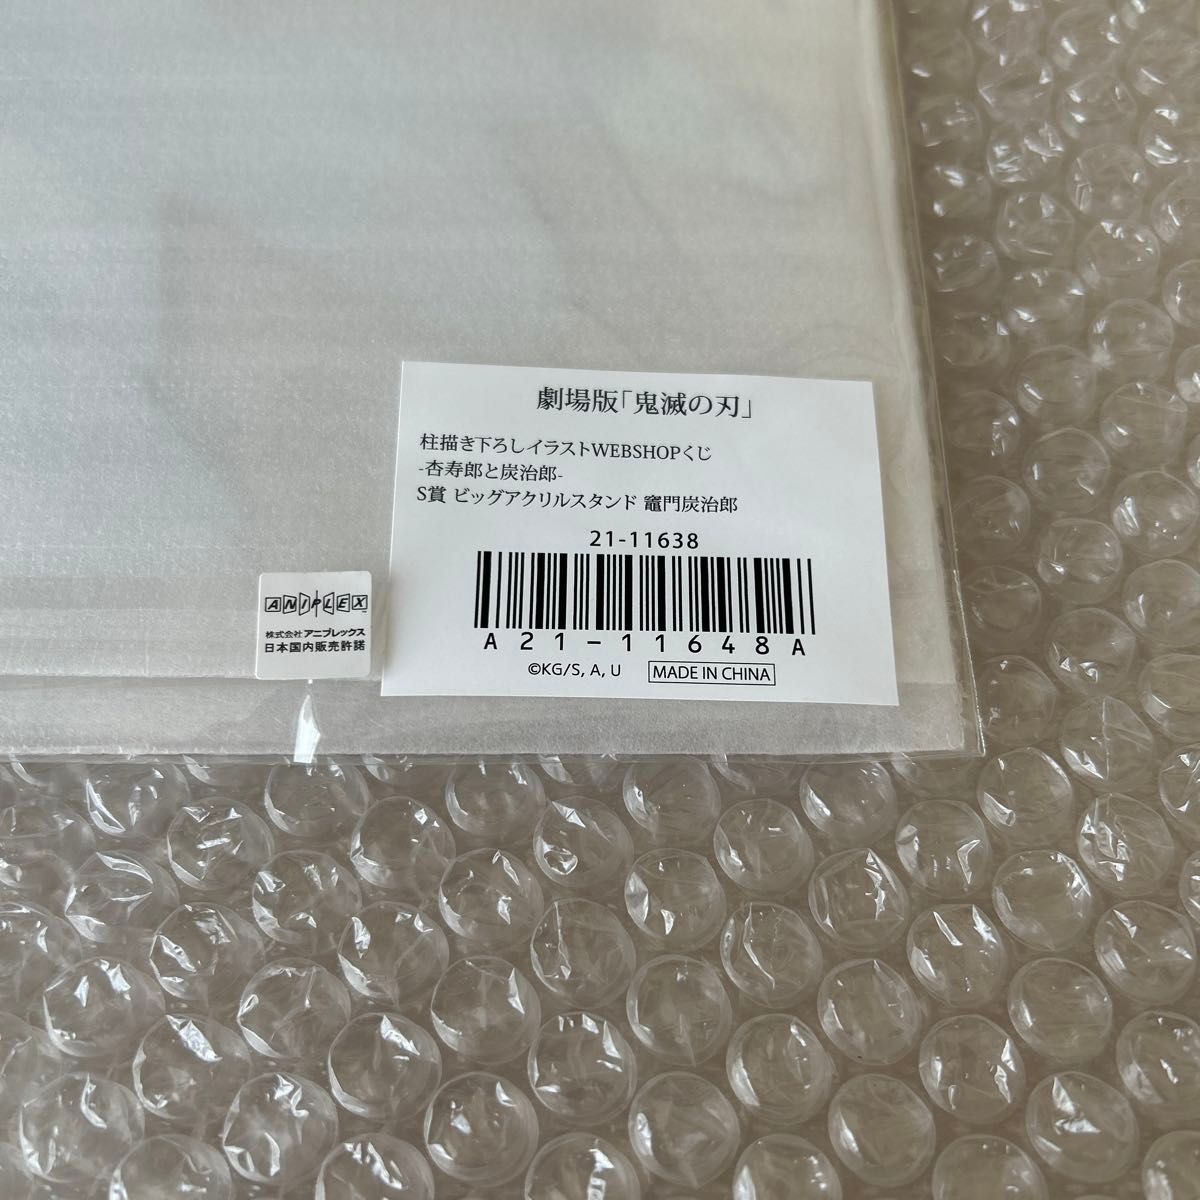 劇場版「鬼滅の刃」
柱描き下ろしイラストWEBSHOPくじ
-杏寿郎と炭治郎-
S賞 ビッグアクリルスタンド 竈門炭治郎
21-11638
A21-11648A
©KG/S, A, U MADE IN CHINA
ANIPLEX™
株式会社 アニプレックス
日本国内販売許諾